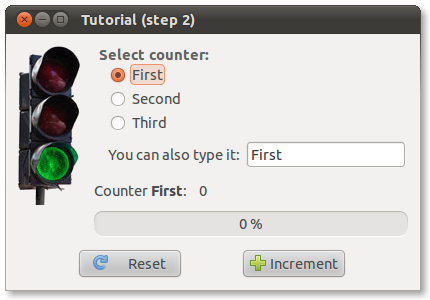 Tutorial (step 2)
Select counter:
First
Second
Third
You can also type it: First
Counter First: 0
0 %
Reset Increment